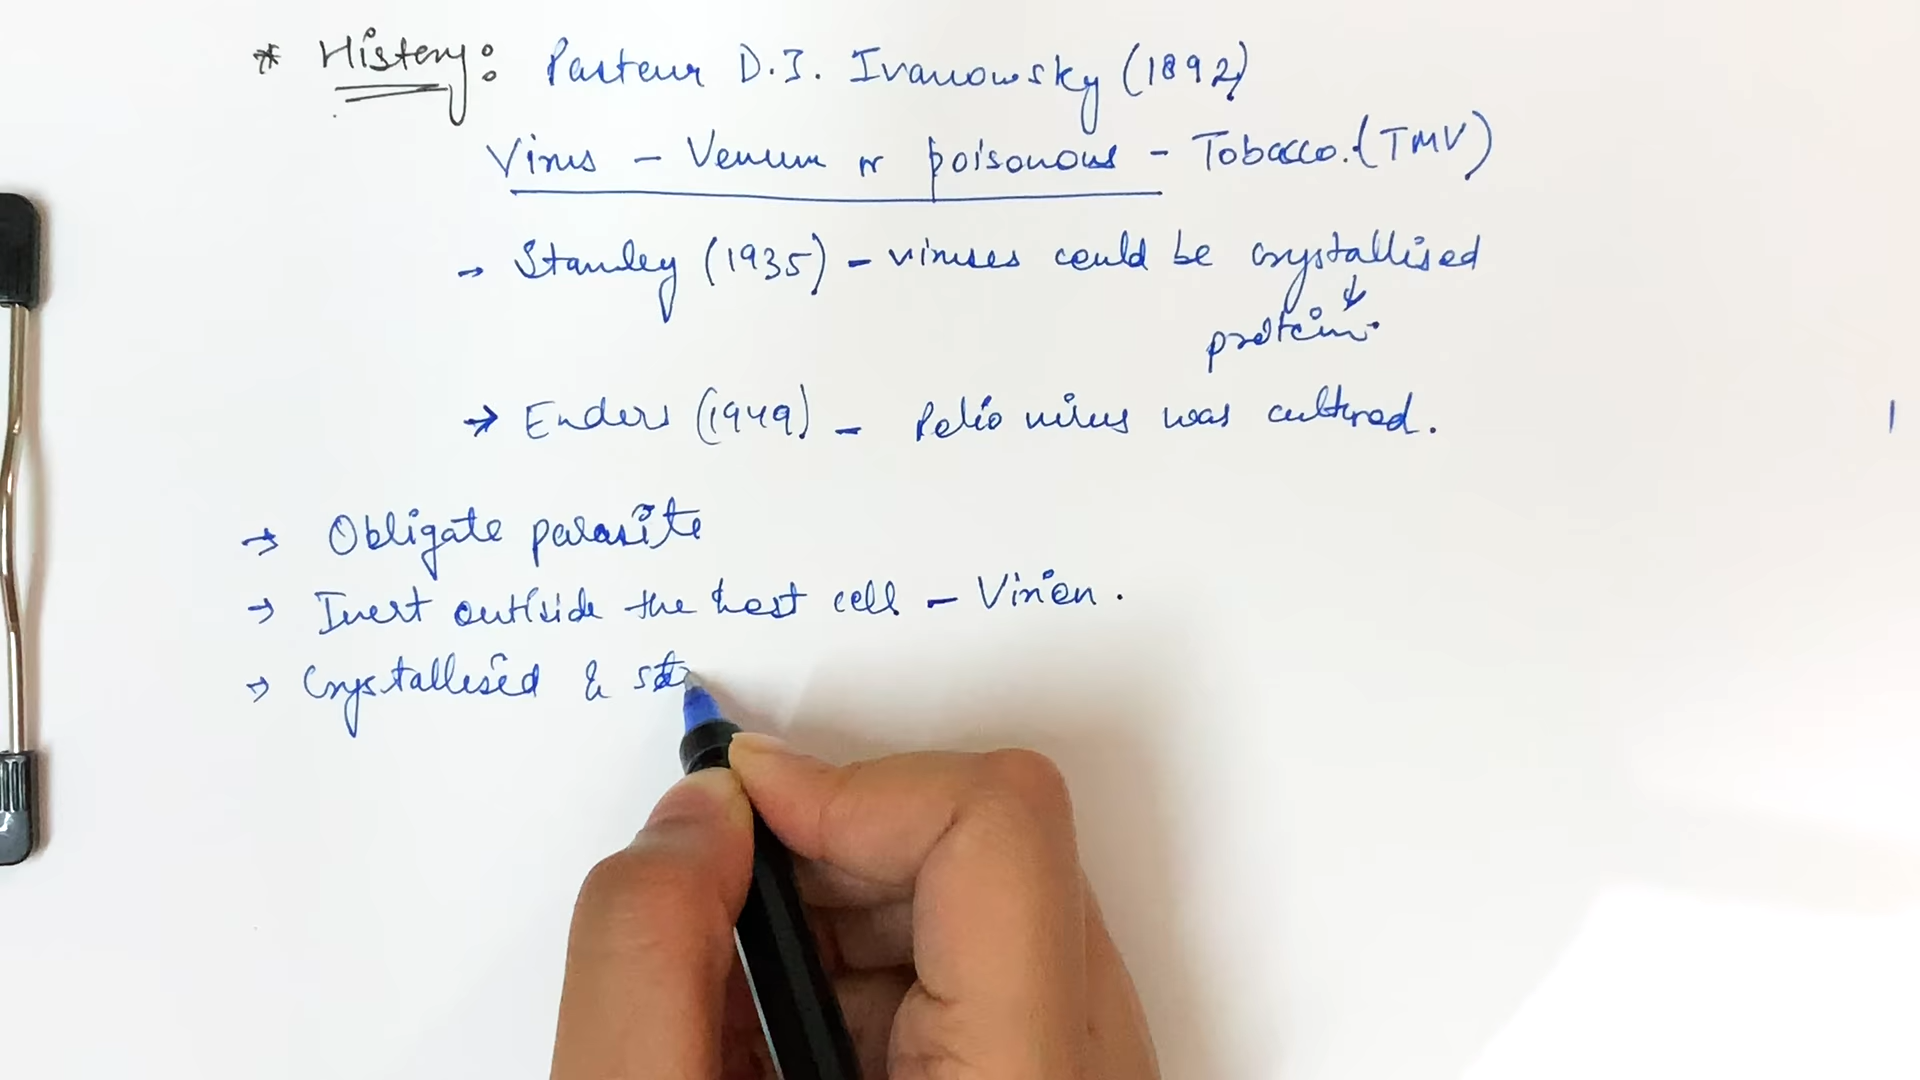 * History: Pasteur D.I. Ivanowsky (1892)
Virus - Venum or poisonous - Tobacco. (TMV)
→ Stanley (1935) - viruses could be crystallised
↓
protein.
→ Enders (1949) - Polio virus was cultured.
→ Obligate parasite
→ Inert outside the host cell - Virion.
→ Crystallised & sto